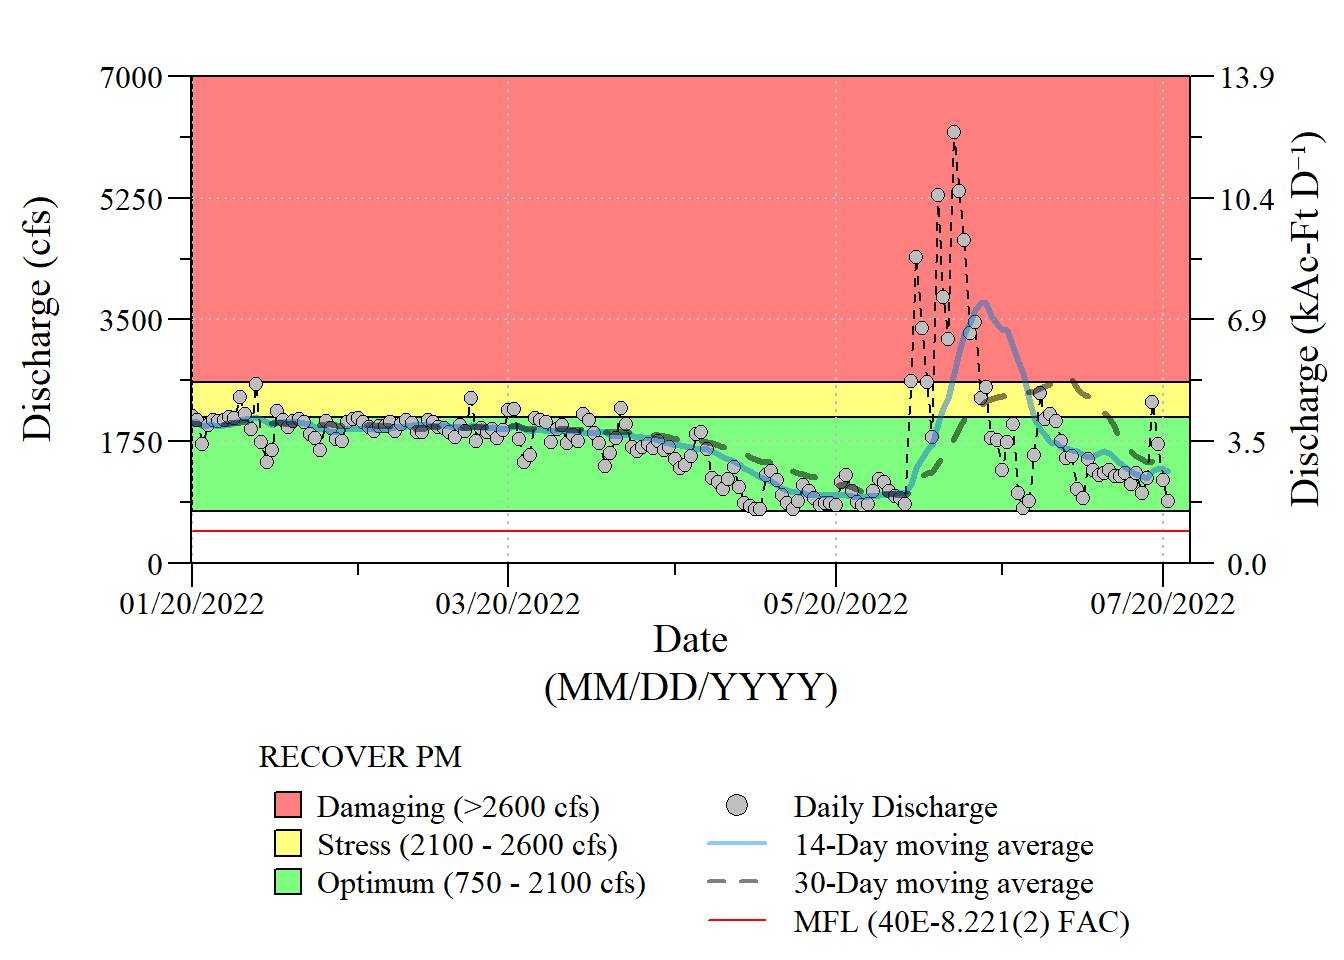 7000
5250
3500
1750
0
Discharge (cfs)
13.9
10.4
6.9
3.5
0.0
Discharge (kAc-Ft D⁻¹)
01/20/2022 03/20/2022 05/20/2022 07/20/2022
Date
(MM/DD/YYYY)
RECOVER PM
Damaging (>2600 cfs)
Stress (2100 - 2600 cfs)
Optimum (750 - 2100 cfs)
Daily Discharge
14-Day moving average
30-Day moving average
MFL (40E-8.221(2) FAC)